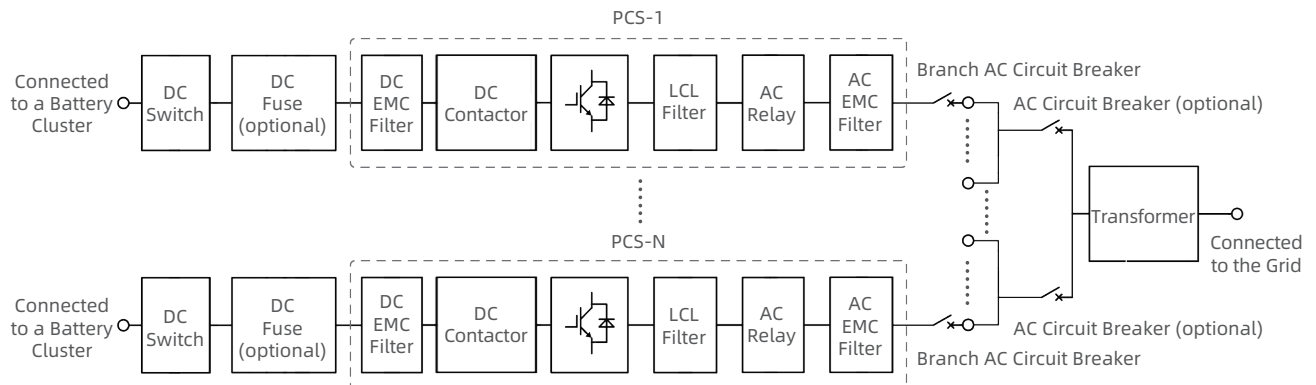 PCS-1
Connected
to a Battery
Cluster
DC
Switch
DC
Fuse
(optional)
DC
EMC
Filter
DC
Contactor
LCL
Filter
AC
Relay
AC
EMC
Filter
Branch AC Circuit Breaker
AC Circuit Breaker (optional)
Transformer
Connected
to the Grid
PCS-N
Connected
to a Battery
Cluster
DC
Switch
DC
Fuse
(optional)
DC
EMC
Filter
DC
Contactor
LCL
Filter
AC
Relay
AC
EMC
Filter
AC Circuit Breaker (optional)
Branch AC Circuit Breaker